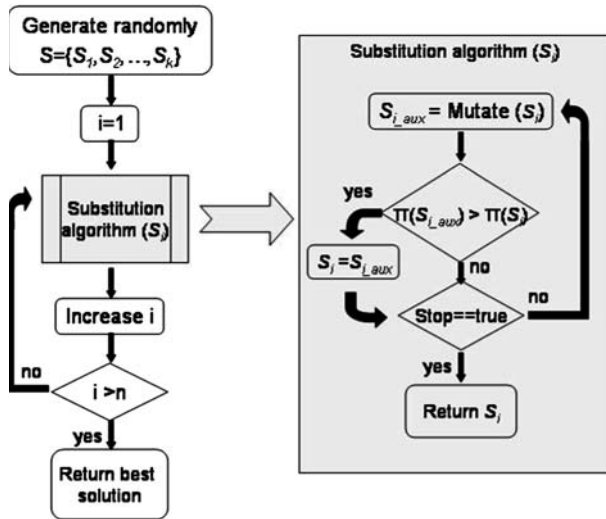 Generate randomly
S={S1,S2,...,Sk}
i=1
Substitution
algorithm (Si)
Increase i
no
i >n
yes
Return best
solution
Substitution algorithm (Si)
Si_aux = Mutate (Si)
yes
π(Si_aux) > π(Si)
Si =Si_aux
no
no
Stop==true
yes
Return Si